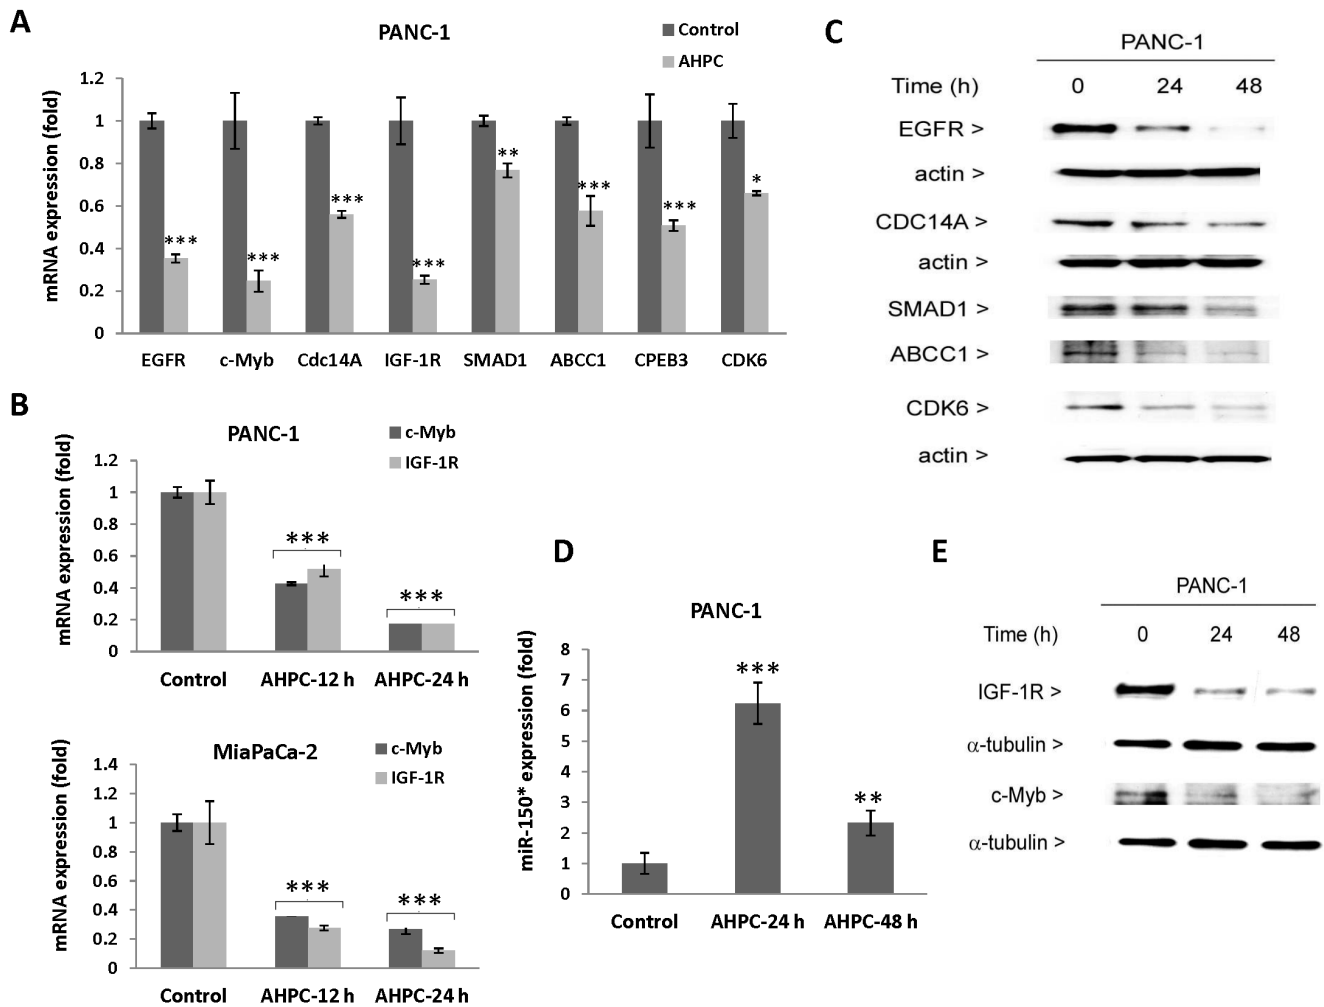 A
PANC-1
Control
AHPC
mRNA expression (fold)
1.2
1
0.8
0.6
0.4
0.2
0
***
***
***
***
**
***
***
*
EGFR c-Myb Cdc14A IGF-1R SMAD1 ABCC1 CPEB3 CDK6
B
PANC-1
c-Myb
IGF-1R
mRNA expression (fold)
1.2
1
0.8
0.6
0.4
0.2
0
***
***
Control AHPC-12 h AHPC-24 h
MiaPaCa-2
c-Myb
IGF-1R
mRNA expression (fold)
1.4
1.2
1
0.8
0.6
0.4
0.2
0
***
***
Control AHPC-12 h AHPC-24 h
C
PANC-1
Time (h) 0 24 48
EGFR >
actin >
CDC14A >
actin >
SMAD1 >
ABCC1 >
CDK6 >
actin >
D
PANC-1
miR-150* expression (fold)
8
7
6
5
4
3
2
1
0
***
**
Control AHPC-24 h AHPC-48 h
E
PANC-1
Time (h) 0 24 48
IGF-1R >
α-tubulin >
c-Myb >
α-tubulin >